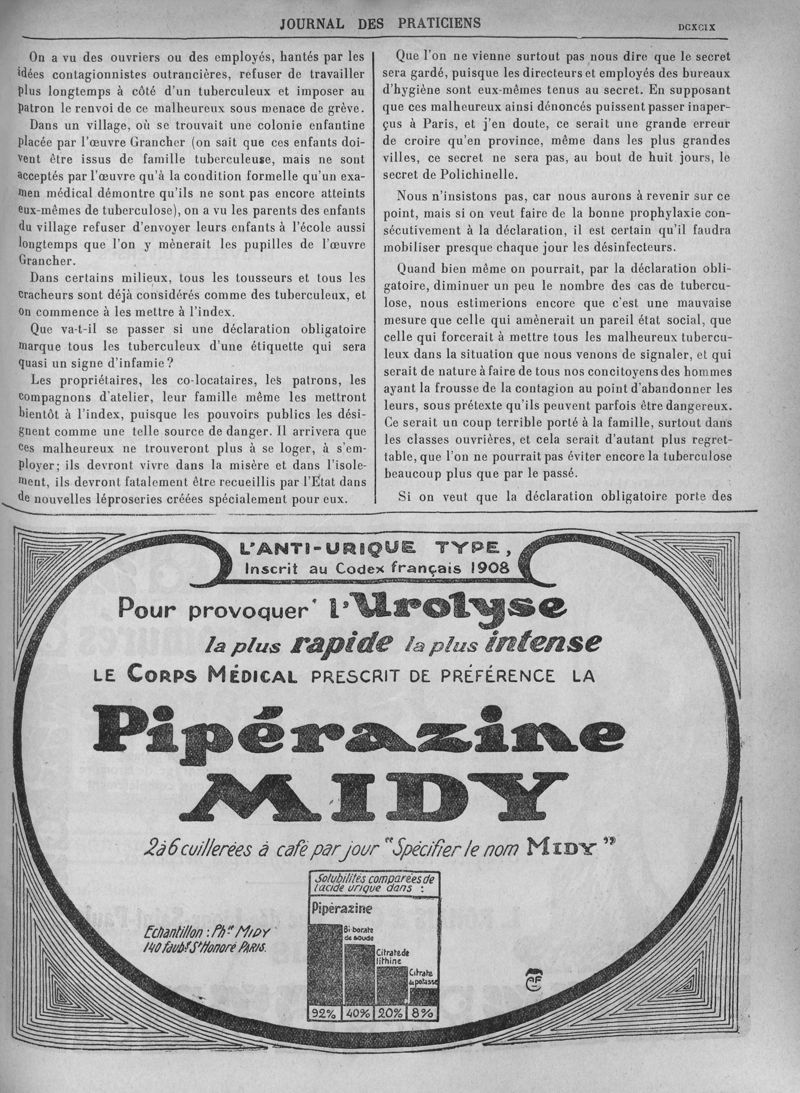 JOURNAL DES PRATICIENS
DCXCIX
On a vu des ouvriers ou des employés, hantés par les
idées contagionnistes outrancières, refuser de travailler
plus longtemps à côté d'un tuberculeux et imposer au
patron le renvoi de ce malheureux sous menace de grève.
Dans un village, où se trouvait une colonie enfantine
placée par l'œuvre Grancher (on sait que ces enfants doi-
vent être issus de famille tuberculeuse, mais ne sont
acceptés par l'œuvre qu'à la condition formelle qu'un exa-
men médical démontre qu'ils ne sont pas encore atteints
eux-mêmes de tuberculose), on a vu les parents des enfants
du village refuser d'envoyer leurs enfants à l'école aussi
longtemps que l'on y mènerait les pupilles de l'œuvre
Grancher.
Dans certains milieux, tous les tousseurs et tous les
cracheurs sont déjà considérés comme des tuberculeux, et
on commence à les mettre à l'index.
Que va-t-il se passer si une déclaration obligatoire
marque tous les tuberculeux d'une étiquette qui sera
quasi un signe d'infamie ?
Les propriétaires, les co-locataires, les patrons, les
compagnons d'atelier, leur famille même les mettront
bientôt à l'index, puisque les pouvoirs publics les dési-
gnent comme une telle source de danger. Il arrivera que
ces malheureux ne trouveront plus à se loger, à s'em-
ployer; ils devront vivre dans la misère et dans l'isole-
ment, ils devront fatalement être recueillis par l'État dans
de nouvelles léproseries créées spécialement pour eux.
Que l'on ne vienne surtout pas nous dire que le secret
sera gardé, puisque les directeurs et employés des bureaux
d'hygiène sont eux-mêmes tenus au secret. En supposant
que ces malheureux ainsi dénoncés puissent passer inaper-
çus à Paris, et j'en doute, ce serait une grande erreur
de croire qu'en province, même dans les plus grandes
villes, ce secret ne sera pas, au bout de huit jours, le
secret de Polichinelle.
Nous n'insistons pas, car nous aurons à revenir sur ce
point, mais si on veut faire de la bonne prophylaxie con-
sécutivement à la déclaration, il est certain qu'il faudra
mobiliser presque chaque jour les désinfecteurs.
Quand bien même on pourrait, par la déclaration obli-
gatoire, diminuer un peu le nombre des cas de tubercu-
lose, nous estimerions encore que c'est une mauvaise
mesure que celle qui amènerait un pareil état social, que
celle qui forcerait à mettre tous les malheureux tubercu-
leux dans la situation que nous venons de signaler, et qui
serait de nature à faire de tous nos concitoyens des hommes
ayant la frousse de la contagion au point d'abandonner les
leurs, sous prétexte qu'ils peuvent parfois être dangereux.
Ce serait un coup terrible porté à la famille, surtout dans
les classes ouvrières, et cela serait d'autant plus regret-
table, que l'on ne pourrait pas éviter encore la tuberculose
beaucoup plus que par le passé.
Si on veut que la déclaration obligatoire porte des
L'ANTI-URIQUE TYPE,
Inscrit au Codex français 1908
Pour provoquer l'Urolyse
la plus rapide la plus intense
LE CORPS MÉDICAL PRESCRIT DE PRÉFÉRENCE LA
Pipérazine
MIDY
2 à 6 cuillerées à café par jour "Spécifier le nom MIDY"
Echantillon : Phie MIDY
140 faubg St Honoré PARIS.
Solubilités comparées de
l'acide urique dans :
Pipérazine
Bi-borate
de soude
Citrate de
lithine
Citrate
de potasse
92% 40% 20% 8%